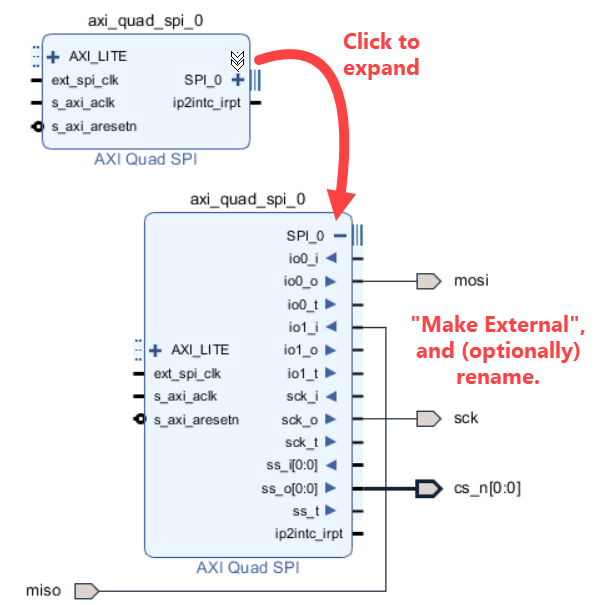 axi_quad_spi_0
AXI_LITE
ext_spi_clk
SPI_0
s_axi_aclk
ip2intc_irpt
s_axi_aresetn
AXI Quad SPI
Click to
expand
axi_quad_spi_0
SPI_0
io0_i
io0_o
mosi
io0_t
io1_i
"Make External",
and (optionally)
rename.
AXI_LITE
io1_o
ext_spi_clk
io1_t
s_axi_aclk
sck_i
s_axi_aresetn
sck_o
sck
sck_t
ss_i[0:0]
ss_o[0:0]
cs_n[0:0]
ss_t
ip2intc_irpt
AXI Quad SPI
miso